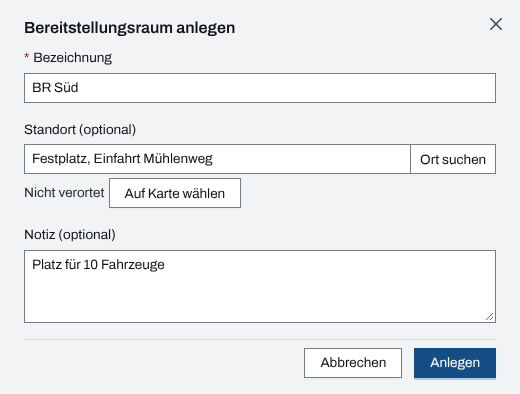 Bereitstellungsraum anlegen
* Bezeichnung
BR Süd
Standort (optional)
Festplatz, Einfahrt Mühlenweg
Ort suchen
Nicht verortet
Auf Karte wählen
Notiz (optional)
Platz für 10 Fahrzeuge
Abbrechen
Anlegen